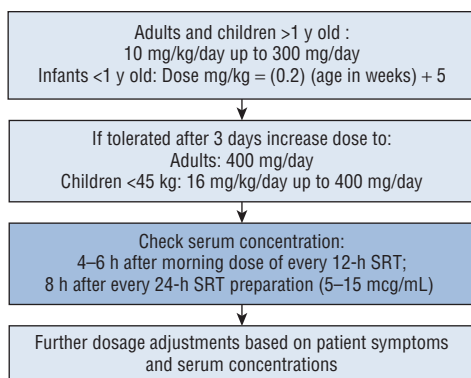 Adults and children >1 y old :
10 mg/kg/day up to 300 mg/day
Infants <1 y old: Dose mg/kg = (0.2) (age in weeks) + 5
If tolerated after 3 days increase dose to:
Adults: 400 mg/day
Children <45 kg: 16 mg/kg/day up to 400 mg/day
Check serum concentration:
4–6 h after morning dose of every 12-h SRT;
8 h after every 24-h SRT preparation (5–15 mcg/mL)
Further dosage adjustments based on patient symptoms
and serum concentrations